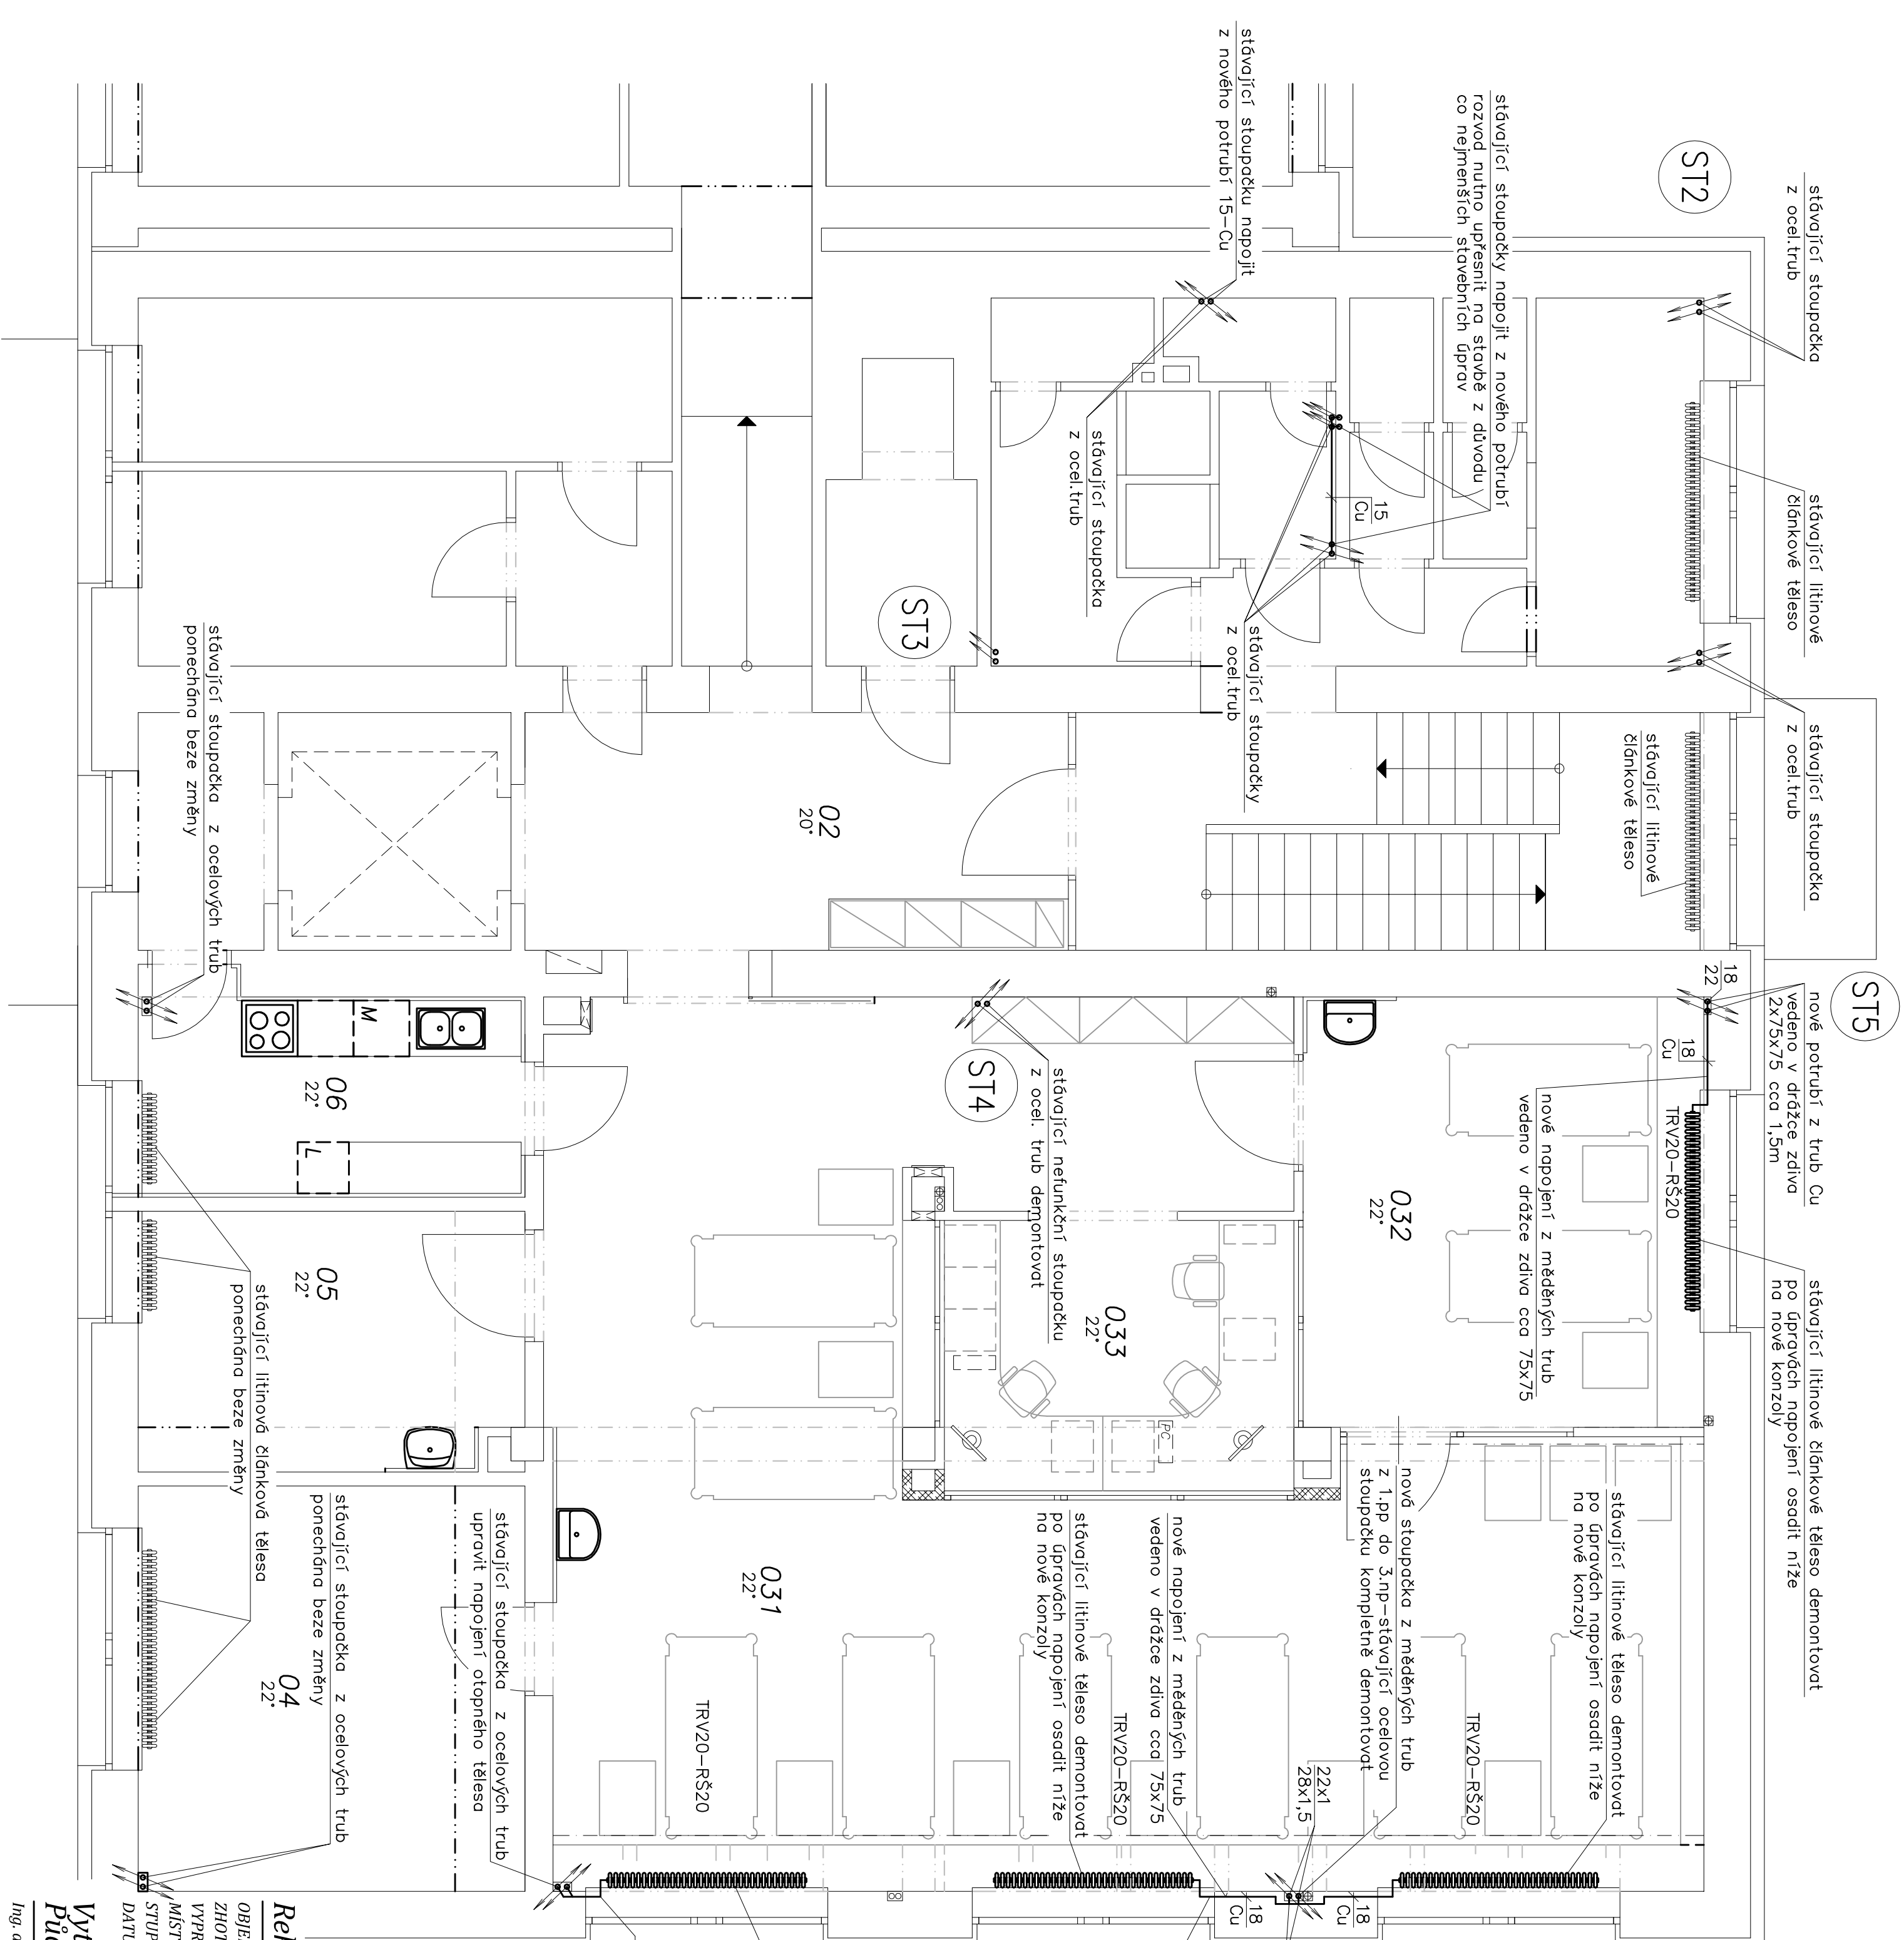 ST2
stávající stoupačka
z ocel.trub
stávající litinové
článkové těleso
stávající stoupačka
z ocel.trub
stávající litinové
článkové těleso
ST5
18
22
nové potrubí z trub Cu
vedeno v drážce zdiva
2x75x75 cca 1,5m
18
Cu
TRV20-RŠ20
nové napojení z měděných trub
vedeno v drážce zdiva cca 75x75
stávající litinové článkové těleso demontovat
po úpravách napojení osadit níže
na nové konzoly
stávající stoupačky napojit z nového potrubí
rozvod nutno upřesnit na stavbě z důvodu
co nejmenších stavebních úprav
stávající stoupačku napojit
z nového potrubí 15-Cu
15
Cu
stávající stoupačky
z ocel.trub
stávající stoupačka
z ocel.trub
ST3
02
20°
032
22°
033
22°
PC
ST4
stávající nefunkční stoupačku
z ocel. trub demontovat
stávající litinové těleso demontovat
po úpravách napojení osadit níže
na nové konzoly
nová stoupačka z měděných trub
z 1.pp do 3.np-stávající ocelovou
stoupačku kompletně demontovat
nové napojení z měděných trub
vedeno v drážce zdiva cca 75x75
stávající litinové těleso demontovat
po úpravách napojení osadit níže
na nové konzoly
TRV20-RŠ20
TRV20-RŠ20
TRV20-RŠ20
22x1
28x1,5
18
Cu
18
Cu
031
22°
stávající stoupačka z ocelových trub
ponechána beze změny
M
L
06
22°
05
22°
04
22°
stávající litinová článková tělesa
ponechána beze změny
stávající stoupačka z ocelových trub
ponechána beze změny
stávající stoupačka z ocelových trub
upravit napojení otopného tělesa
Rel
OBJE
ZHOT
VYPR
MÍST
STUP
DATU
Vyt
Půd
Ing.